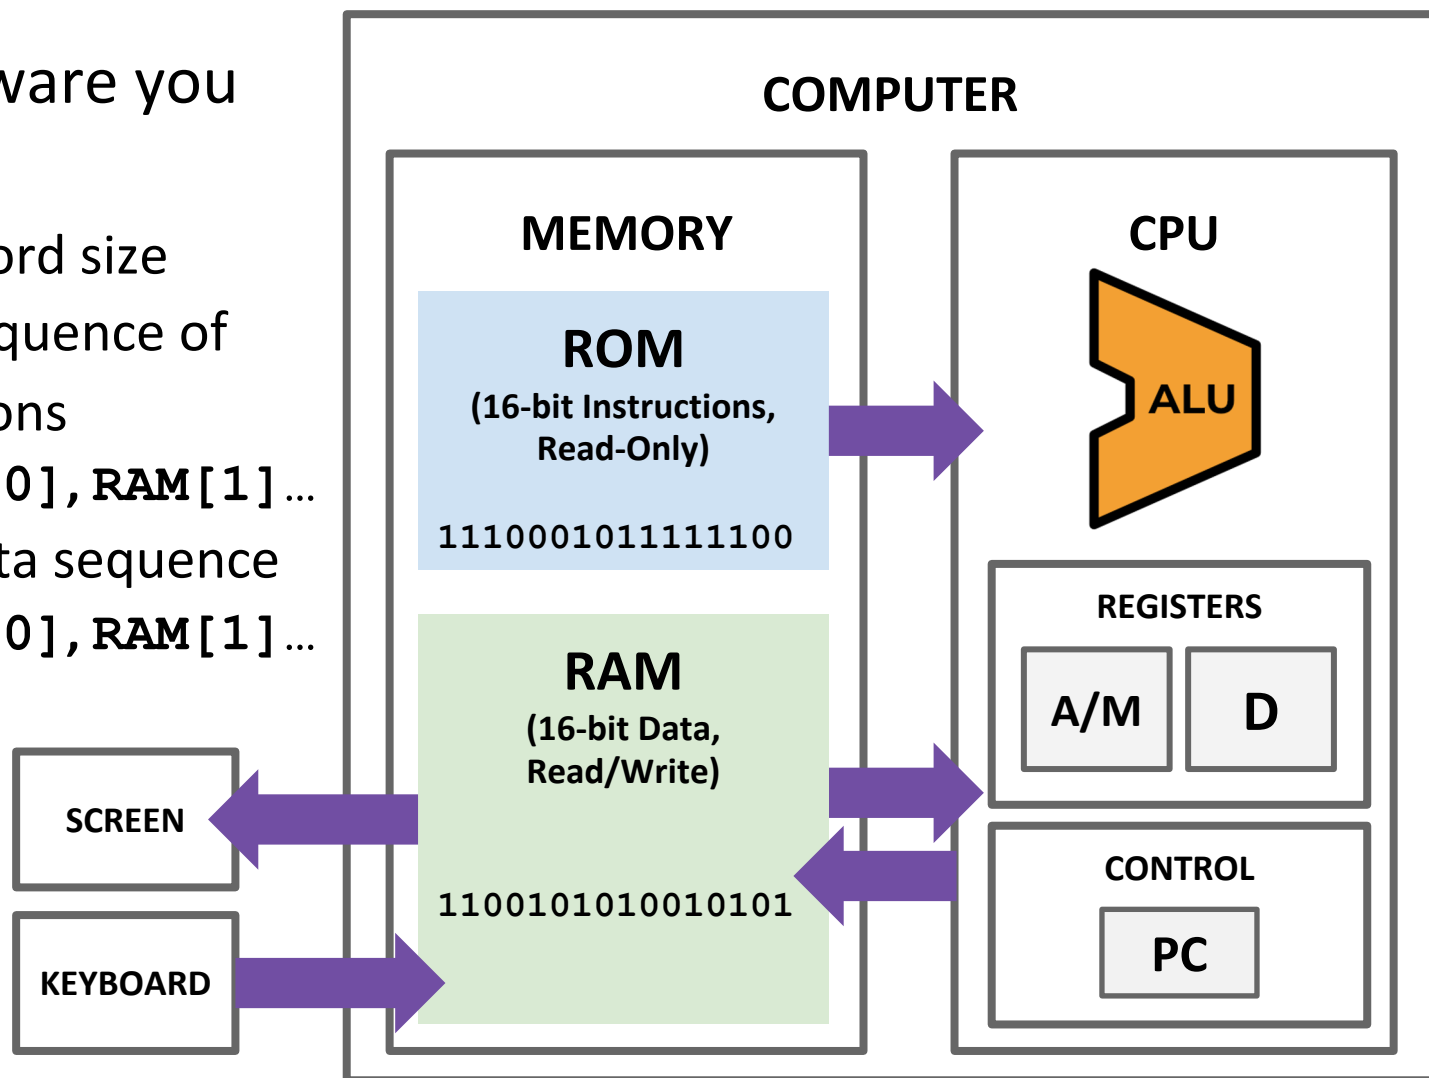 ware you
ord size
quence of
ons
0],RAM[1]…
ta sequence
0],RAM[1]…
COMPUTER
MEMORY
ROM
(16-bit Instructions,
Read-Only)
1110001011111100
RAM
(16-bit Data,
Read/Write)
1100101010010101
SCREEN
KEYBOARD
CPU
ALU
REGISTERS
A/M
D
CONTROL
PC